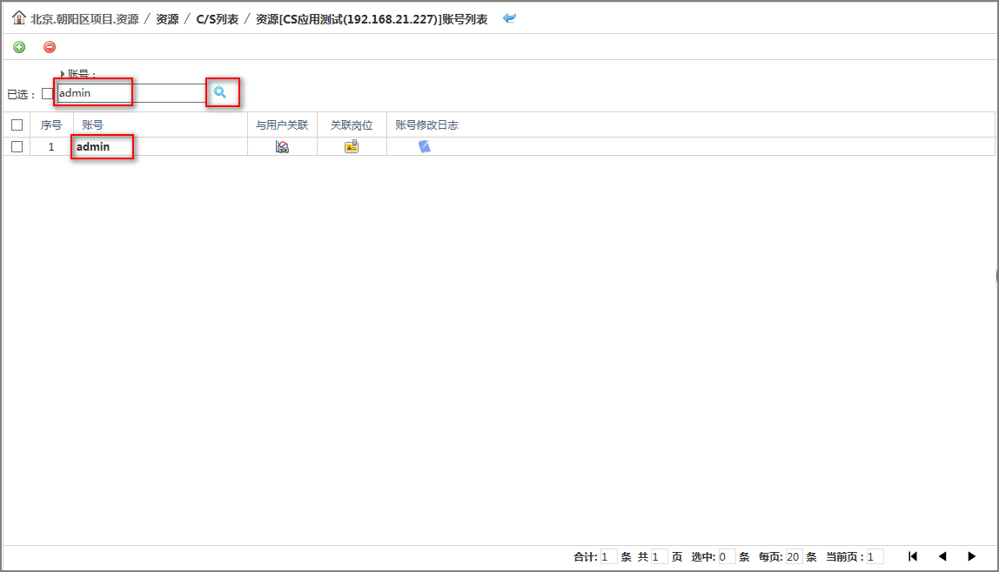 北京.朝阳区项目.资源 / 资源 / C/S列表 / 资源[CS应用测试(192.168.21.227)]账号列表
账号：
已选： admin
序号 账号 与用户关联 关联岗位 账号修改日志
1 admin
合计: 1 条 共 1 页 选中: 0 条 每页: 20 条 当前页: 1